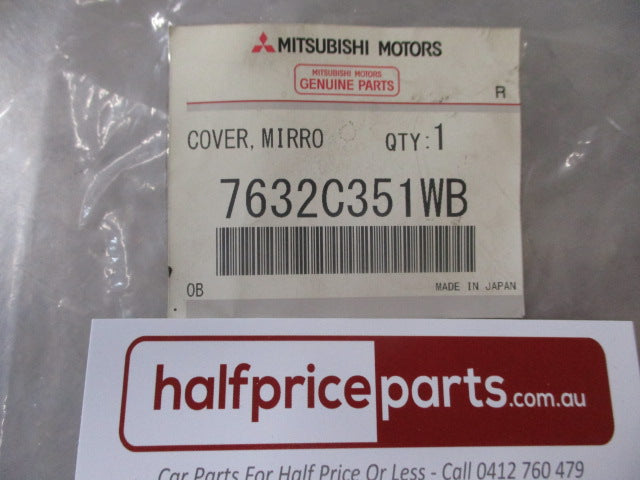 MITSUBISHI MOTORS
MITSUBISHI MOTORS
GENUINE PARTS
R
COVER, MIRRO QTY:1
7632C351WB
OB MADE IN JAPAN
halfpriceparts.com.au
Car Parts For Half Price Or Less - Call 0412 760 479